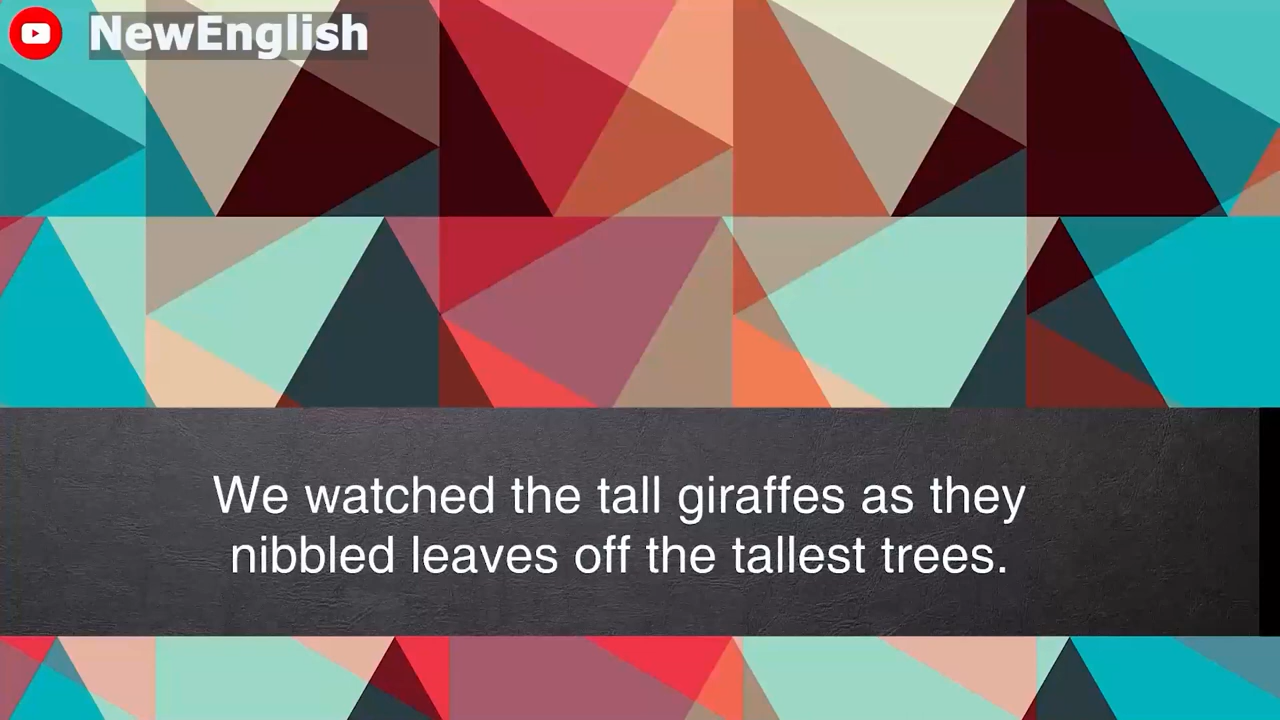 NewEnglish
We watched the tall giraffes as they
nibbled leaves off the tallest trees.